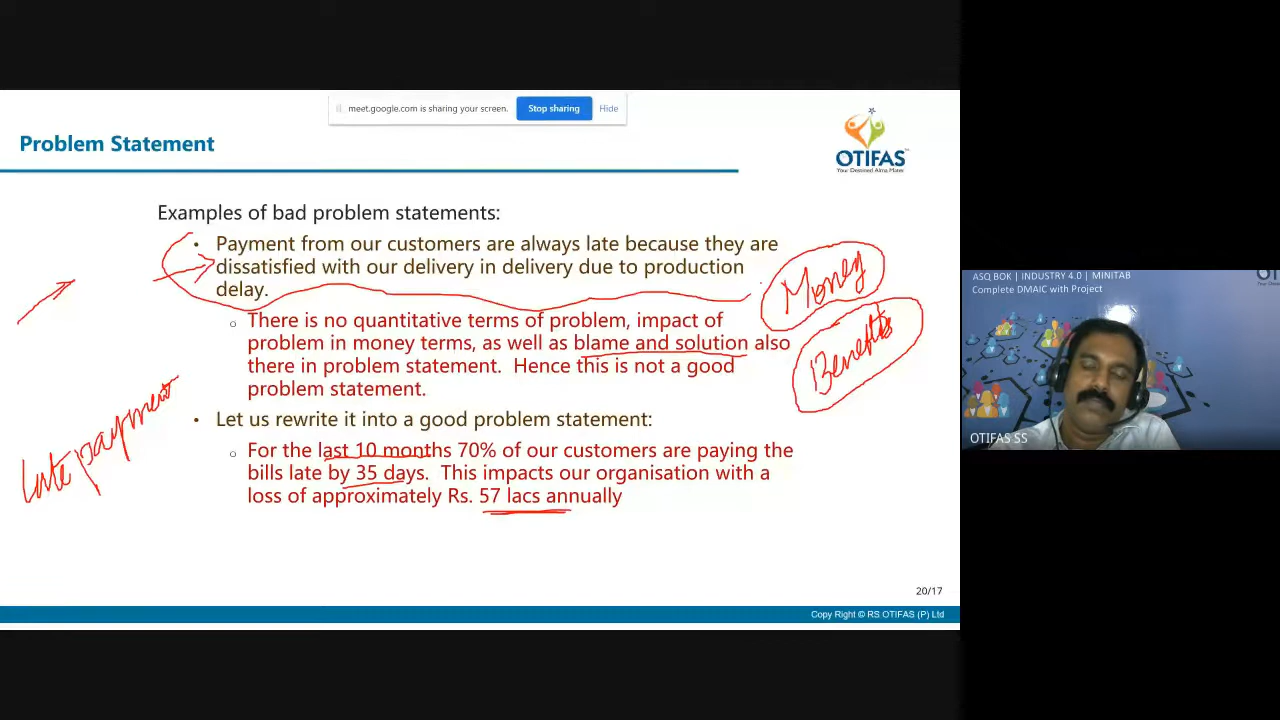 meet.google.com is sharing your screen.
Stop sharing
Hide
Problem Statement
OTIFAS
Your Destined Alma Mater
Examples of bad problem statements:
• Payment from our customers are always late because they are
dissatisfied with our delivery in delivery due to production
delay.
Money
○ There is no quantitative terms of problem, impact of
problem in money terms, as well as blame and solution also
there in problem statement. Hence this is not a good
problem statement.
Benefits
• Let us rewrite it into a good problem statement:
○ For the last 10 months 70% of our customers are paying the
bills late by 35 days. This impacts our organisation with a
loss of approximately Rs. 57 lacs annually
Late payment
20/17
Copy Right © RS OTIFAS (P) Ltd
ASQ BOK | INDUSTRY 4.0 | MINITAB
Complete DMAIC with Project
OTIFAS SS